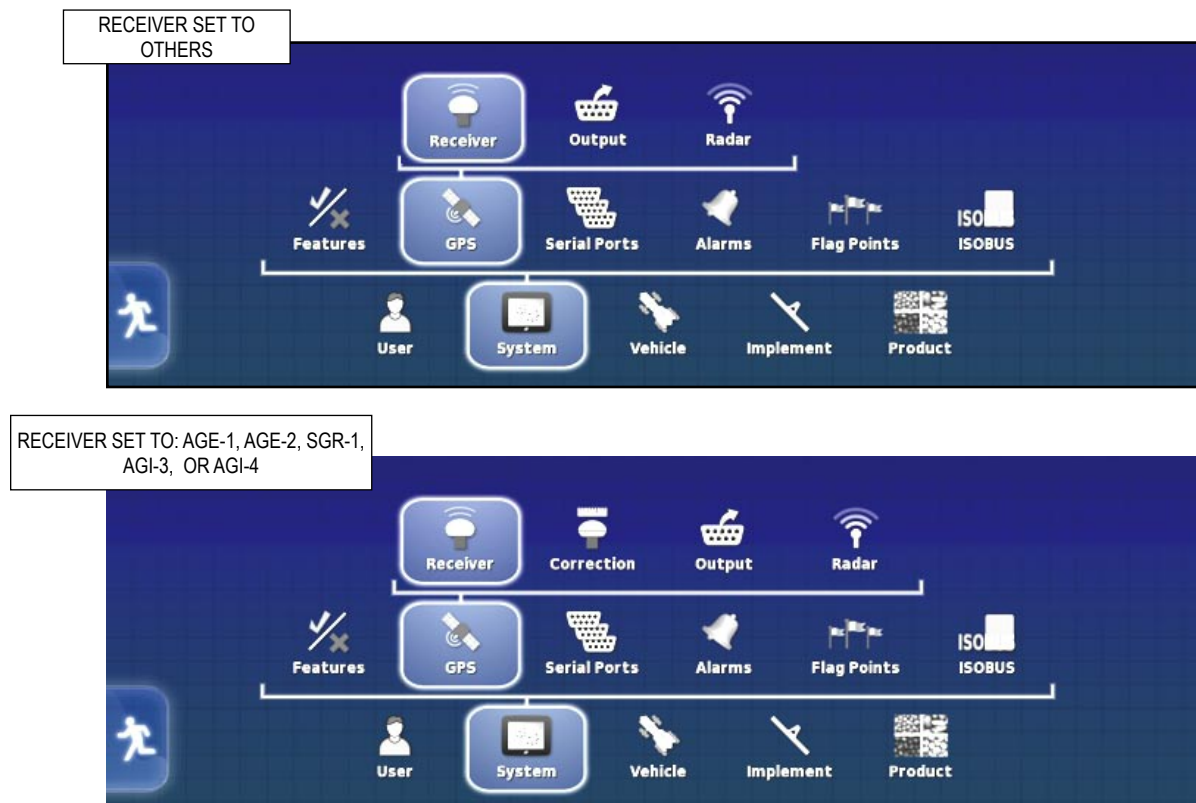 RECEIVER SET TO
OTHERS
Receiver Output Radar
Features GPS Serial Ports Alarms Flag Points ISOBUS
ISOBUS
User System Vehicle Implement Product
RECEIVER SET TO: AGE-1, AGE-2, SGR-1,
AGI-3, OR AGI-4
Receiver Correction Output Radar
ISO
Features GPS Serial Ports Alarms Flag Points ISOBUS
User System Vehicle Implement Product